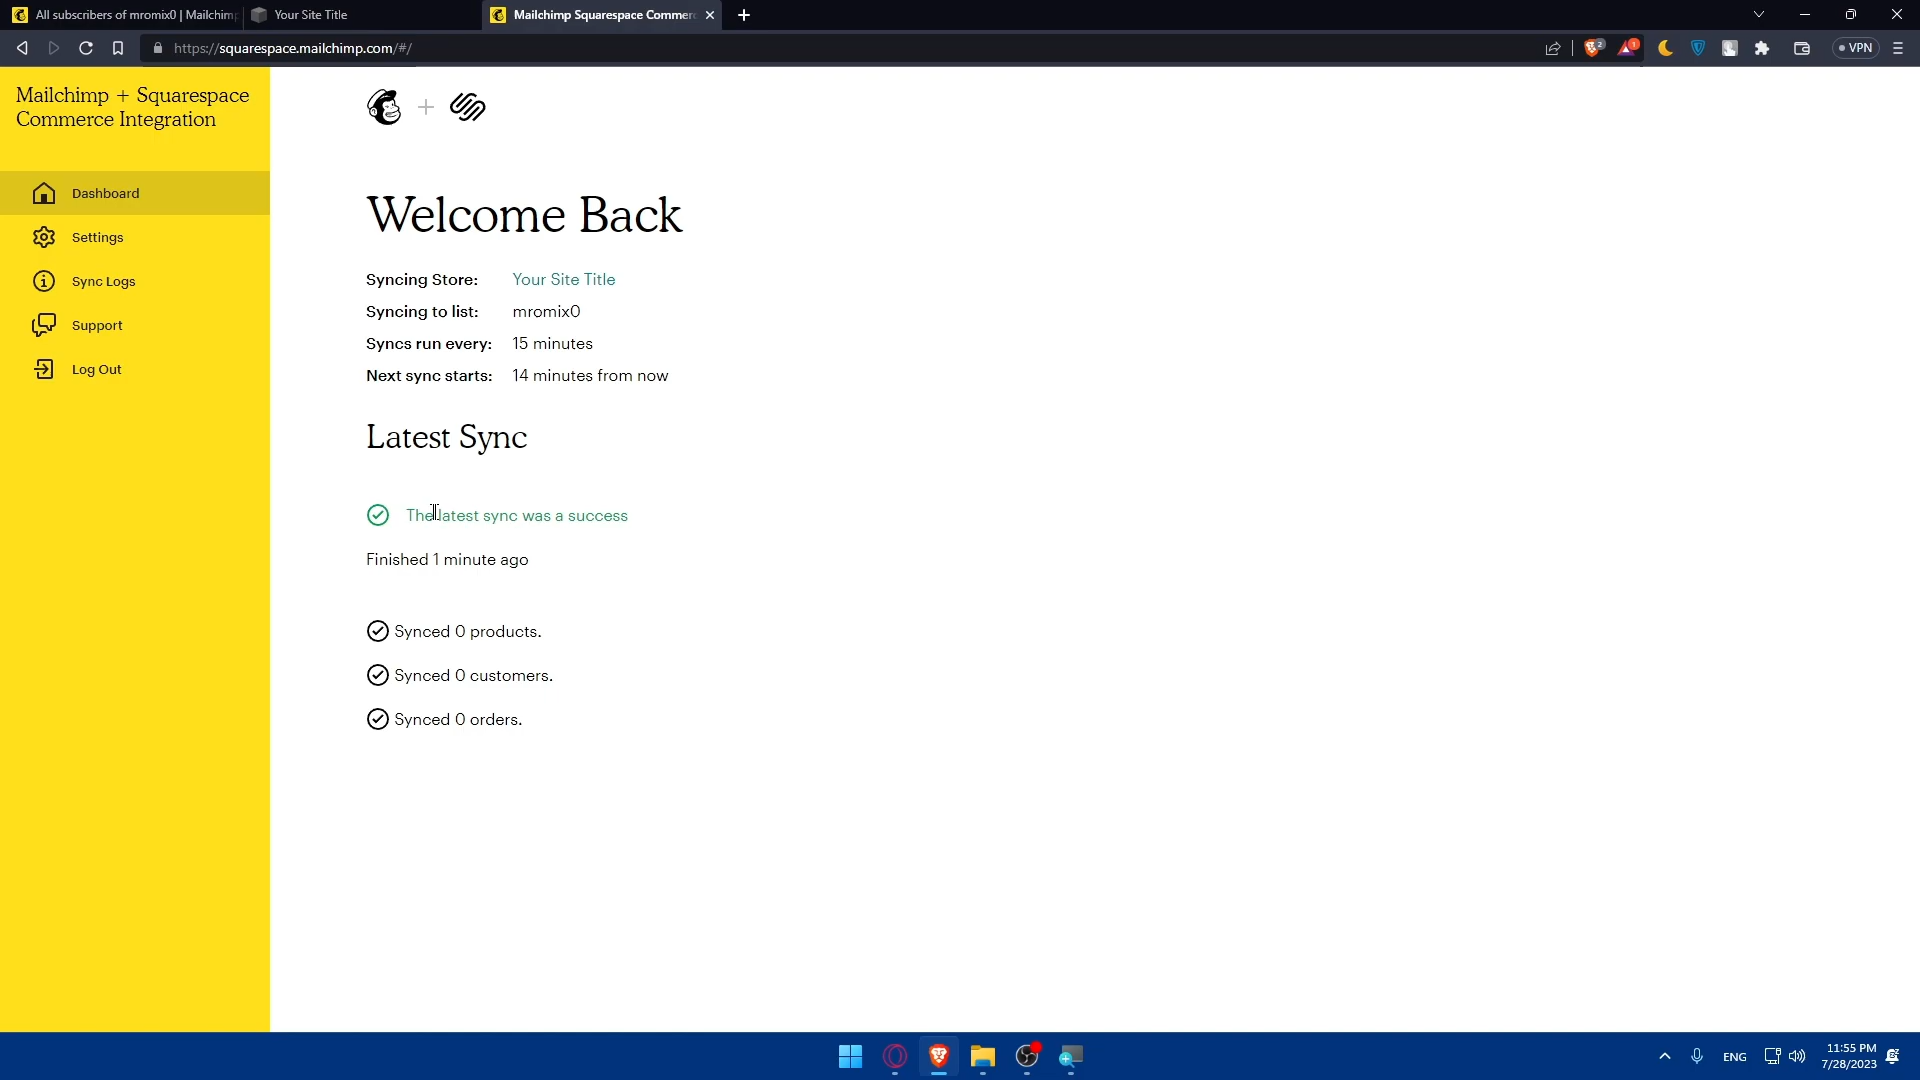 All subscribers of mromix0 | Mailchimp
Your Site Title
Mailchimp Squarespace Commer
https://squarespace.mailchimp.com/#/
2
1
VPN
Mailchimp + Squarespace
Commerce Integration
Dashboard
Settings
Sync Logs
Support
Log Out
Welcome Back
Syncing Store: Your Site Title
Syncing to list: mromix0
Syncs run every: 15 minutes
Next sync starts: 14 minutes from now
Latest Sync
The latest sync was a success
Finished 1 minute ago
Synced 0 products.
Synced 0 customers.
Synced 0 orders.
ENG
11:55 PM
7/28/2023